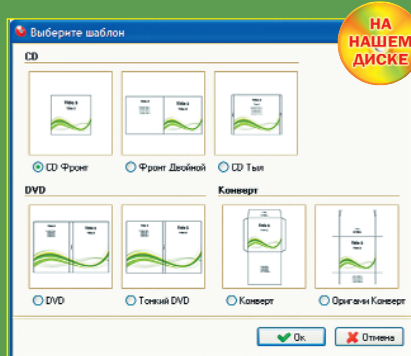 НА
НАШЕМ
ДИСКЕ
Выберите шаблон
CD
CD Фронт
Фронт Двойной
CD Тыл
DVD
Конверт
DVD
Тонкий DVD
Конверт
Оригами Конверт
Ок
Отмена